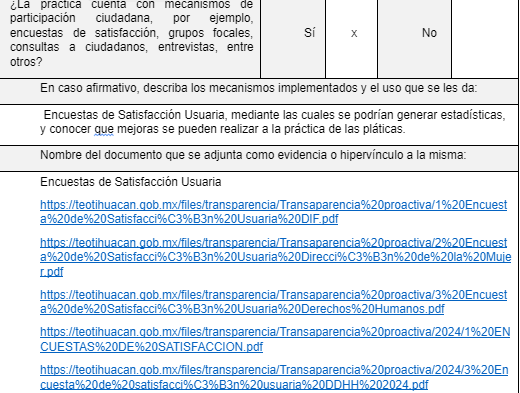 ¿La práctica cuenta con mecanismos de
participación ciudadana, por ejemplo,
encuestas de satisfacción, grupos focales,
consultas a ciudadanos, entrevistas, entre
otros?
Sí x No
En caso afirmativo, describa los mecanismos implementados y el uso que se les da:
Encuestas de Satisfacción Usuaria, mediante las cuales se podrían generar estadísticas,
y conocer que mejoras se pueden realizar a la práctica de las pláticas.
Nombre del documento que se adjunta como evidencia o hipervínculo a la misma:
Encuestas de Satisfacción Usuaria
https://teotihuacan.gob.mx/files/transparencia/Transaparencia%20proactiva/1%20Encuest
a%20de%20Satisfacci%C3%B3n%20Usuaria%20DIF.pdf
https://teotihuacan.gob.mx/files/transparencia/Transaparencia%20proactiva/2%20Encuest
a%20de%20Satisfacci%C3%B3n%20Usuaria%20Direcci%C3%B3n%20de%20la%20Muje
r.pdf
https://teotihuacan.gob.mx/files/transparencia/Transaparencia%20proactiva/3%20Encuest
a%20de%20Satisfacci%C3%B3n%20Usuaria%20Derechos%20Humanos.pdf
https://teotihuacan.gob.mx/files/transparencia/Transaparencia%20proactiva/2024/1%20EN
CUESTAS%20DE%20SATISFACCION.pdf
https://teotihuacan.gob.mx/files/transparencia/Transaparencia%20proactiva/2024/3%20En
cuesta%20de%20satisfacci%C3%B3n%20usuaria%20DDHH%202024.pdf